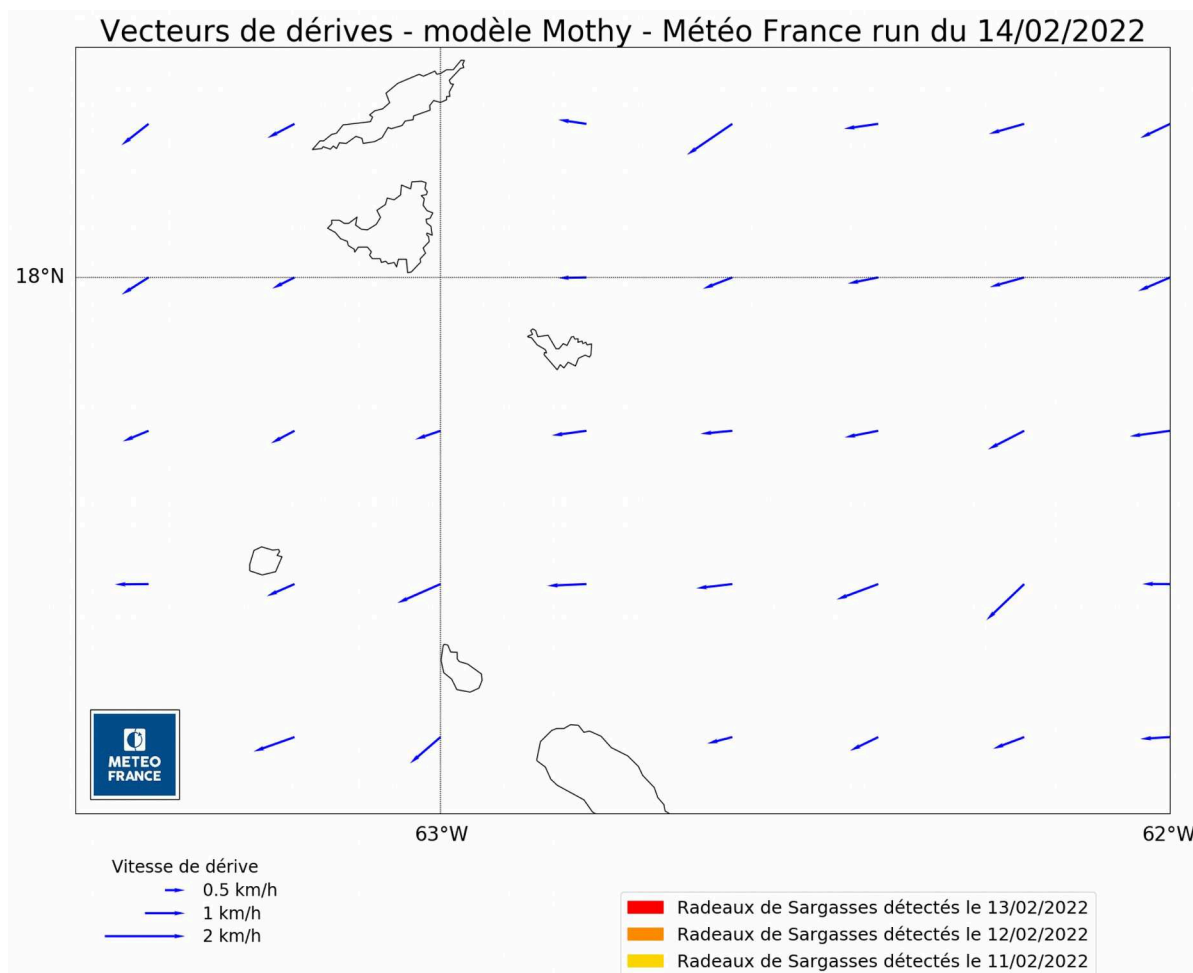 Vecteurs de dérives - modèle Mothy - Météo France run du 14/02/2022
18°N
METEO
FRANCE
63°W
62°W
Vitesse de dérive
0.5 km/h
1 km/h
2 km/h
Radeaux de Sargasses détectés le 13/02/2022
Radeaux de Sargasses détectés le 12/02/2022
Radeaux de Sargasses détectés le 11/02/2022